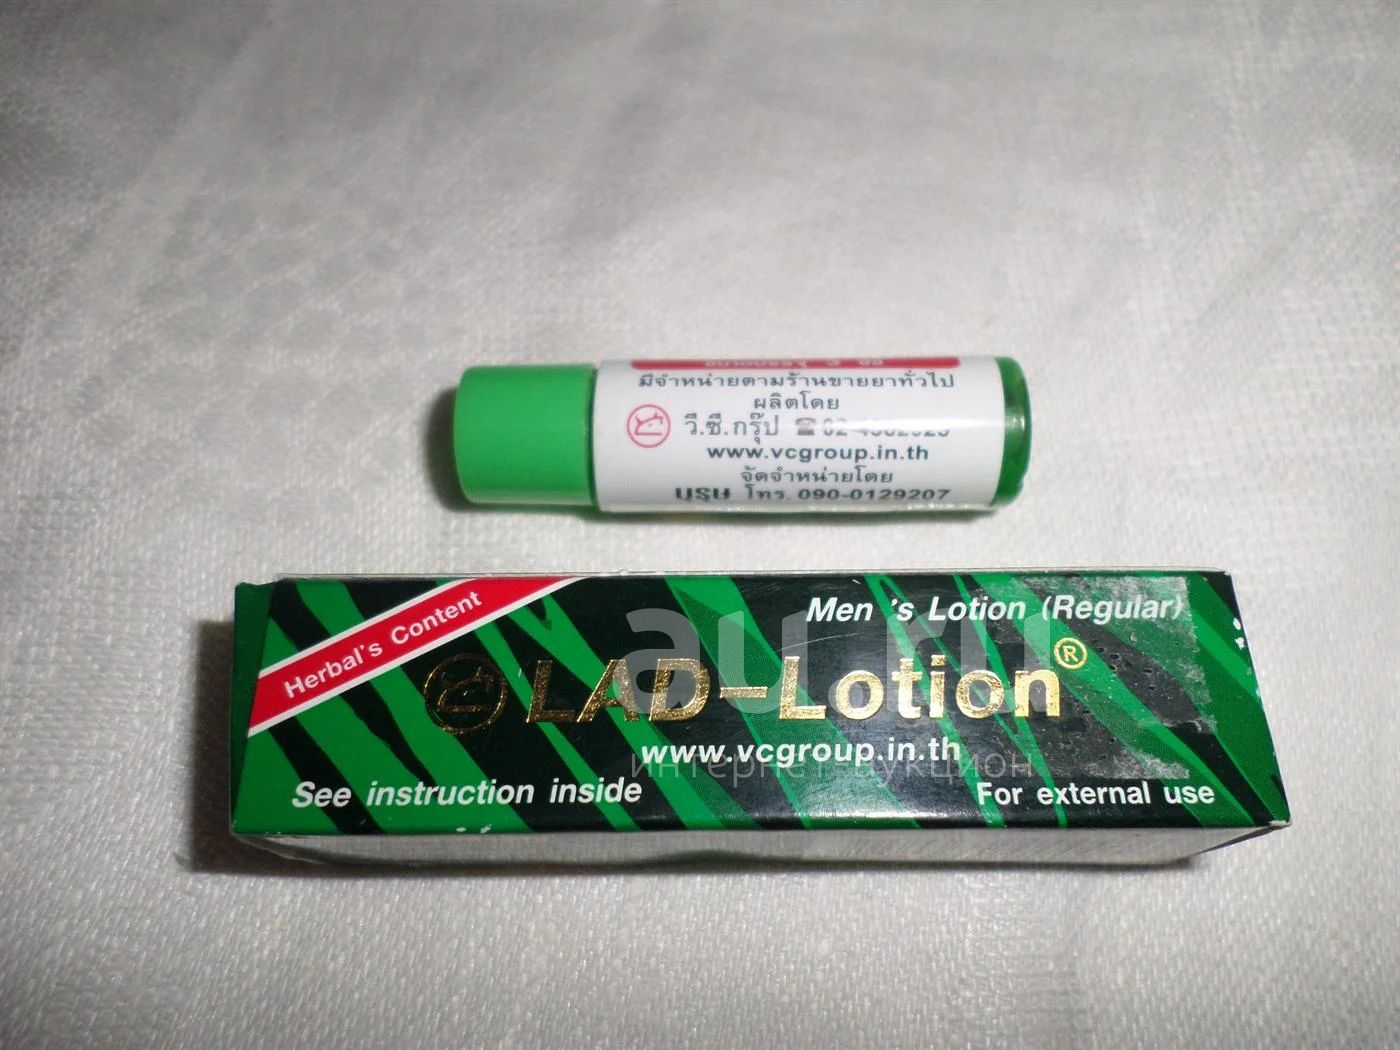 มีจำหน่ายตามร้านขายยาทั่วไป
ผลิตโดย
วี.ซี.กรุ๊ป ☎
www.vcgroup.in.th
จัดจำหน่ายโดย
บุรุษ โทร. 090-0129207
Herbal's Content
Men 's Lotion (Regular)
LAD-Lotion®
www.vcgroup.in.th
See instruction inside
For external use
au.ru
интернет-аукцион